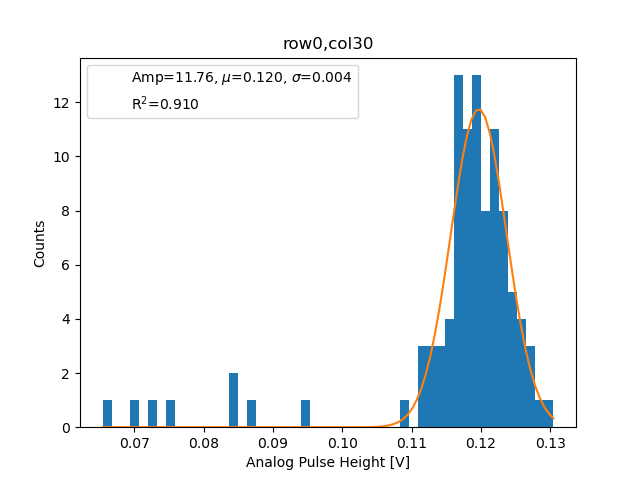 row0,col30
Amp=11.76, μ=0.120, σ=0.004
R²=0.910
12
10
8
6
4
2
0
Counts
0.07 0.08 0.09 0.10 0.11 0.12 0.13
Analog Pulse Height [V]